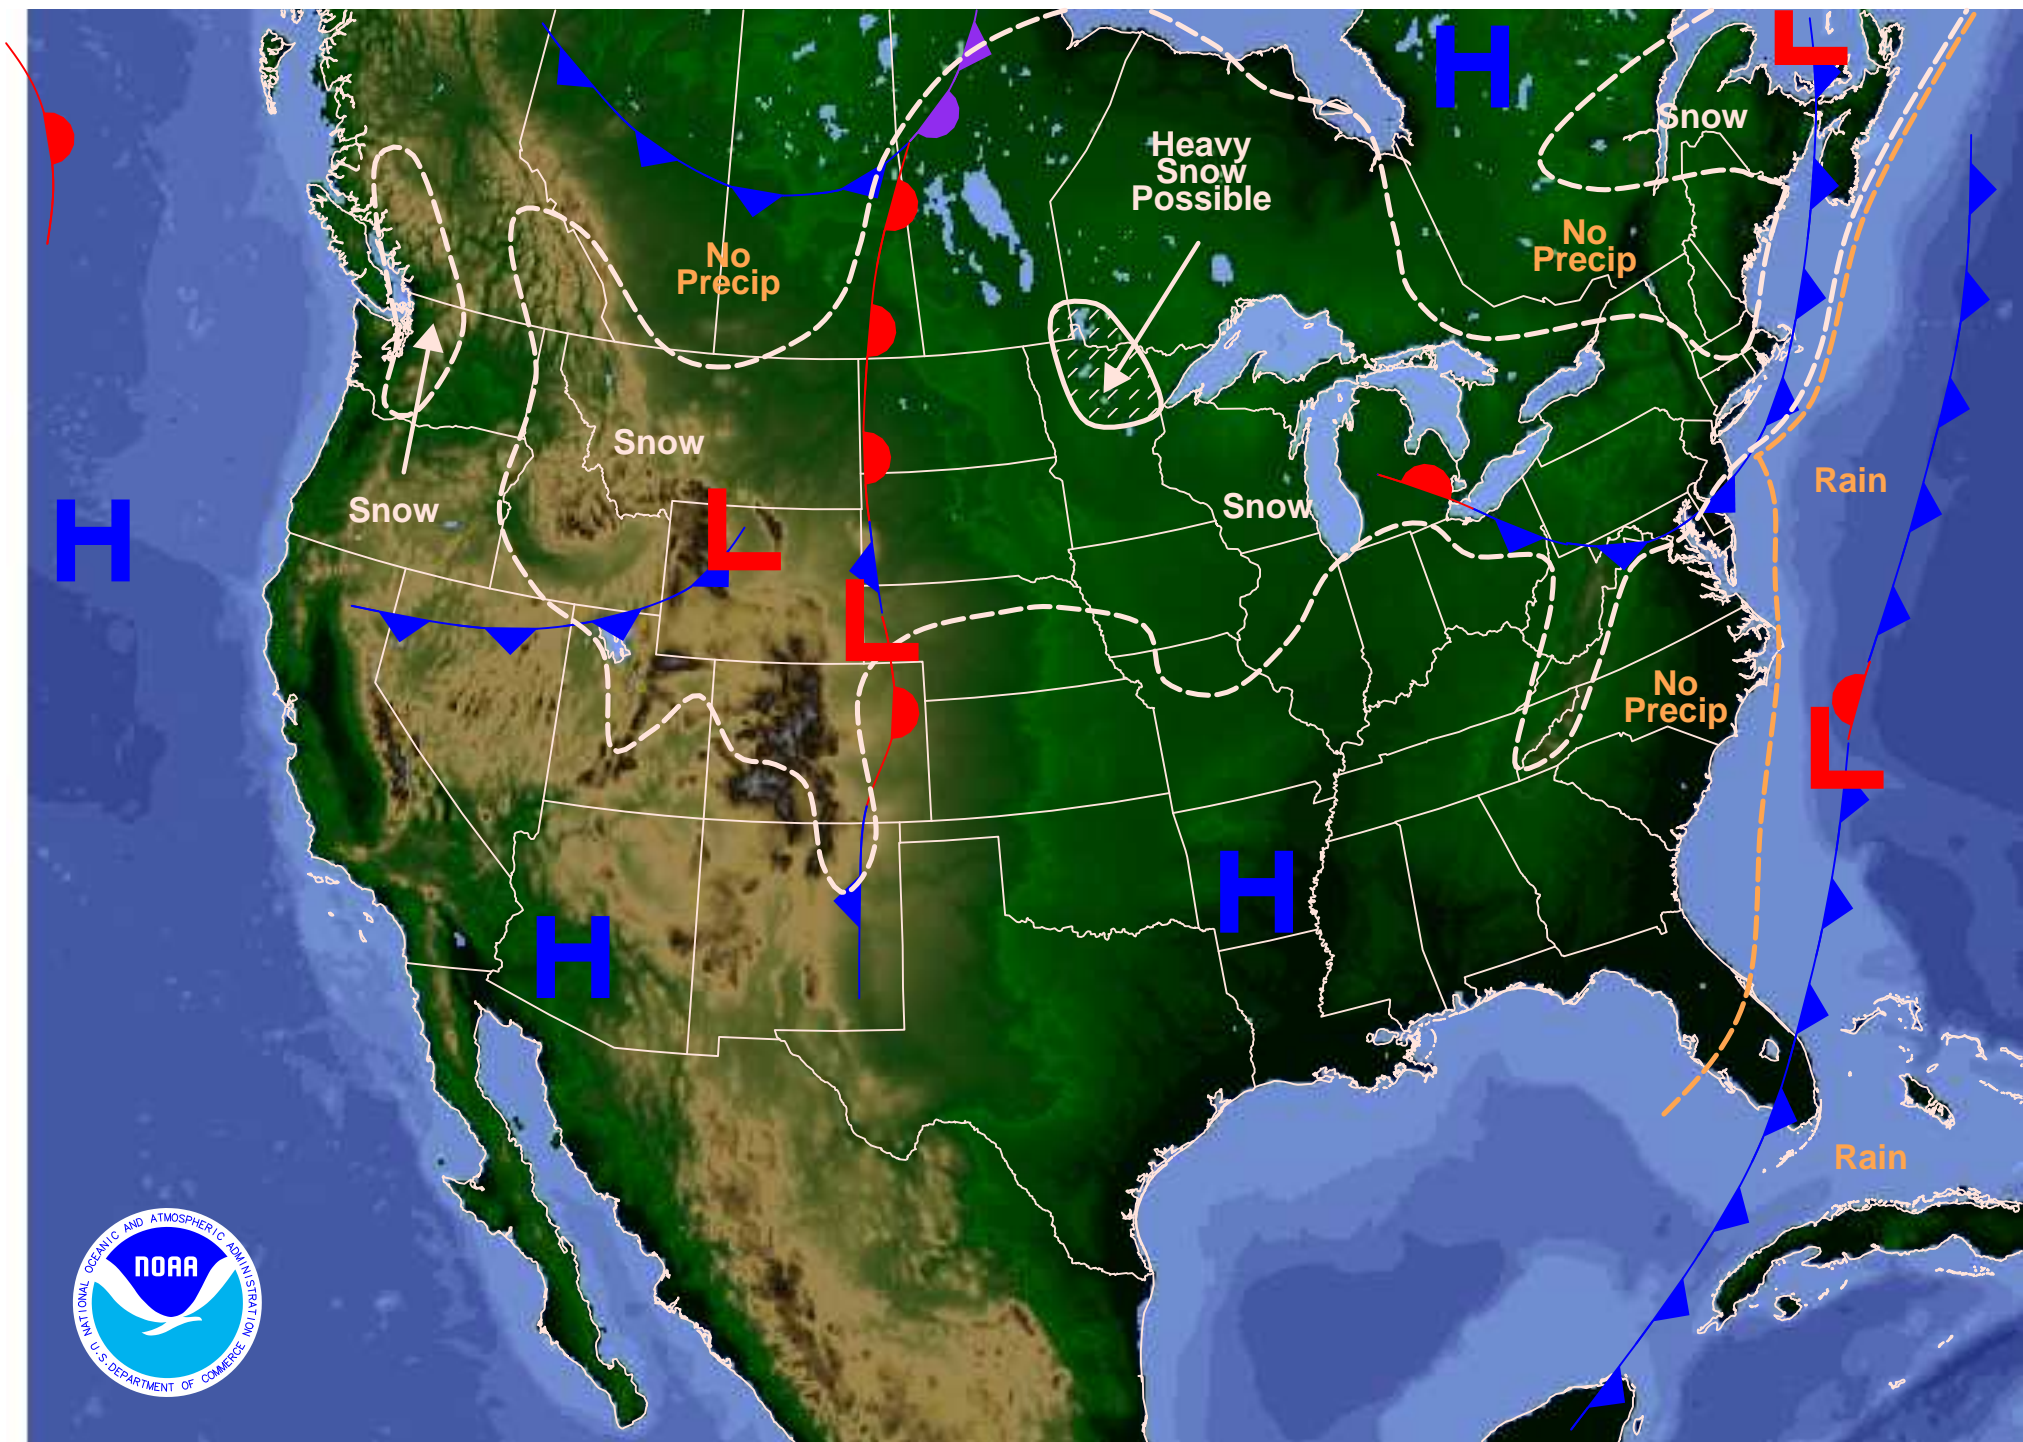 L
H
Snow
Heavy
Snow
Possible
No
Precip
No
Precip
Snow
Rain
Snow
Snow
H
L
L
No
Precip
L
H
H
Rain
NATIONAL OCEANIC AND ATMOSPHERIC ADMINISTRATION
NOAA
U.S. DEPARTMENT OF COMMERCE